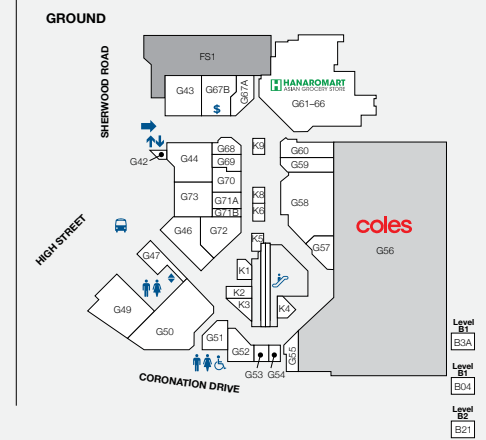 GROUND
SHERWOOD ROAD
FS1
G43
G67B
$
G67A
HANAROMART
ASIAN GROCERY STORE
G61–66
G42
G44
G68
G69
G70
G71A
G71B
G73
G46
G72
K9
K8
K6
K5
G60
G59
G58
G57
coles
G56
HIGH STREET
G47
G49
G50
K1
K2
K3
K4
G51
G52
G53
G54
G55
CORONATION DRIVE
Level
B1
B3A
Level
B1
B04
Level
B2
B21